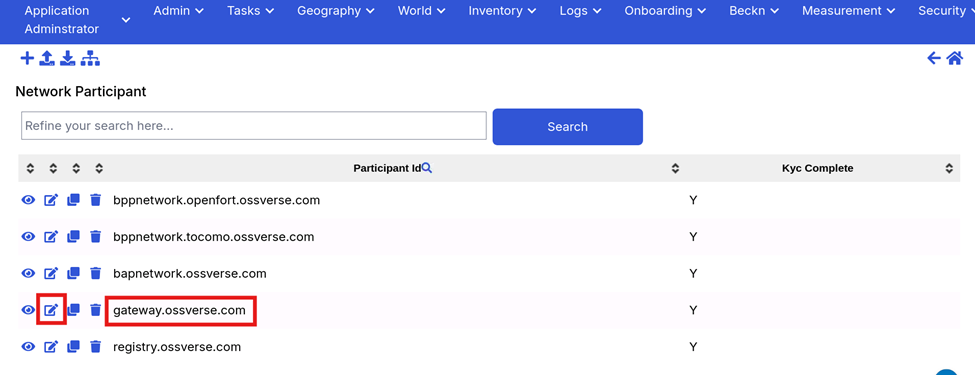 Application Adminstrator
Admin Tasks Geography World Inventory Logs Onboarding Beckn Measurement Security
Network Participant
Refine your search here...
Search
Participant Id Kyc Complete
bppnetwork.openfort.ossverse.com Y
bppnetwork.tocomo.ossverse.com Y
bapnetwork.ossverse.com Y
gateway.ossverse.com Y
registry.ossverse.com Y